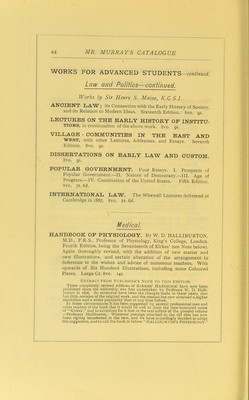 44 MR. MURRAY'S CATALOGUE
WORKS FOR ADVANCED STUDENTS—continued.
Law and Politics—continued.
Works by Sir Henry S. Maine, K.C.S.I.
ANCIENT LAW; its Connection with the Early History of Society,
and its Relation to Modern Ideas. Sixteenth Edition. 8vo. 9s.
LECTURES ON THE EARLY HISTORY OF INSTITU-
TIONS, in continuation of the above work. 8vo. 9s.
VILLAGE-COMMUNITIES IN THE EAST AND
WEST, with other Lectures, Addresses, and Essays. Seventh
Edition. 8vo. 9s.
DISSERTATIONS ON EARLY LAW AND CUSTOM.
8vo. 9s.
POPULAR GOVERNMENT. Four Essays. I. Prospects of
Popular Government—II. Nature of Democracy—III. Age of
Progress—IV. Constitution of the United States. Fifth Edition.
8vo. 7s. 6d.
INTERNATIONAL LAW. The Whewell Lectures delivered at
Cambridge in 1887. 8vo. 7s. 6d.
Medical.
HANDBOOK OF PHYSIOLOGY. By W. D. HALLIBURTON,
M.D., F.R.S., Professor of Physiology, King's College, London.
Fourth Edition, being the Seventeenth of Kirkes' (see Note below).
Again thoroughly revised, with the addition of new matter and
new illustrations, and certain alteration of the arrangement in
deference to the wishes and advice of numerous teachers. With
upwards of Six Hundred Illustrations, including some Coloured
Plates. Large Cr. 8vo. 14s.
EXTRACT FROM PUBLISHER'S NOTE TO THIS EDITION.